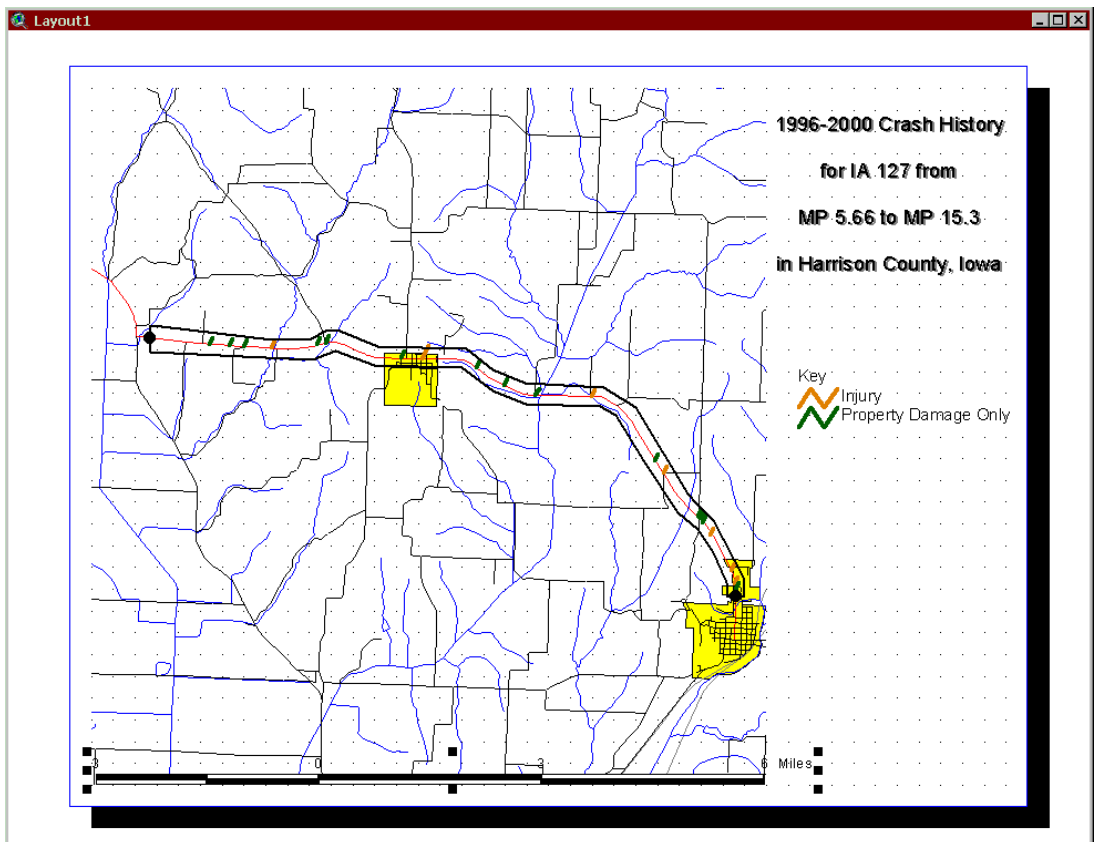 Layout1
1996-2000 Crash History
for IA 127 from
MP 5.66 to MP 15.3
in Harrison County, Iowa
Key
Injury
Property Damage Only
3 0 3 6 Miles